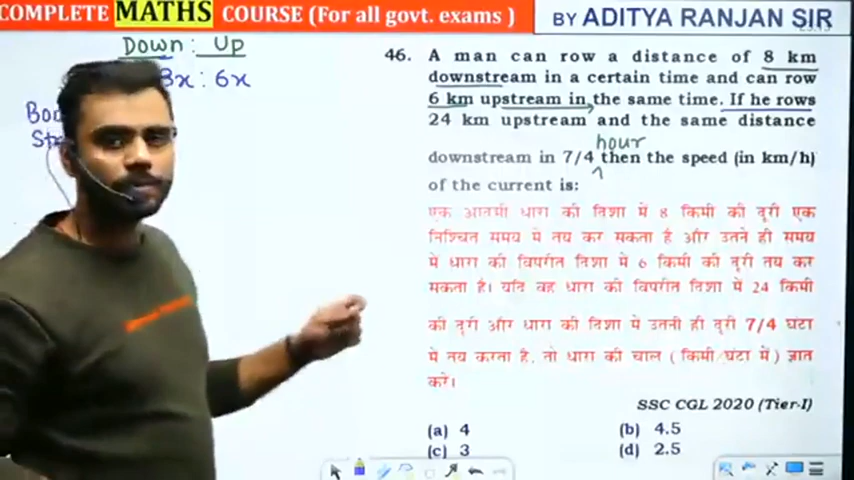 COMPLETE MATHS COURSE (For all govt. exams )
BY ADITYA RANJAN SIR
Down : Up
8x : 6x
46. A man can row a distance of 8 km
downstream in a certain time and can row
6 km upstream in the same time. If he rows
24 km upstream and the same distance
hour
downstream in 7/4 then the speed (in km/h)
of the current is:
एक आदमी धारा की दिशा में 8 किमी की दूरी एक
निश्चित समय में तय कर सकता है और उतने ही समय
में धारा की विपरीत दिशा में 6 किमी की दूरी तय कर
सकता है। यदि वह धारा की विपरीत दिशा में 24 किमी
की दूरी और धारा की दिशा में उतनी ही दूरी 7/4 घंटा
में तय करता है, तो धारा की चाल ( किमी/घंटा में) ज्ञात
करें।
SSC CGL 2020 (Tier-I)
(a) 4 (b) 4.5
(c) 3 (d) 2.5